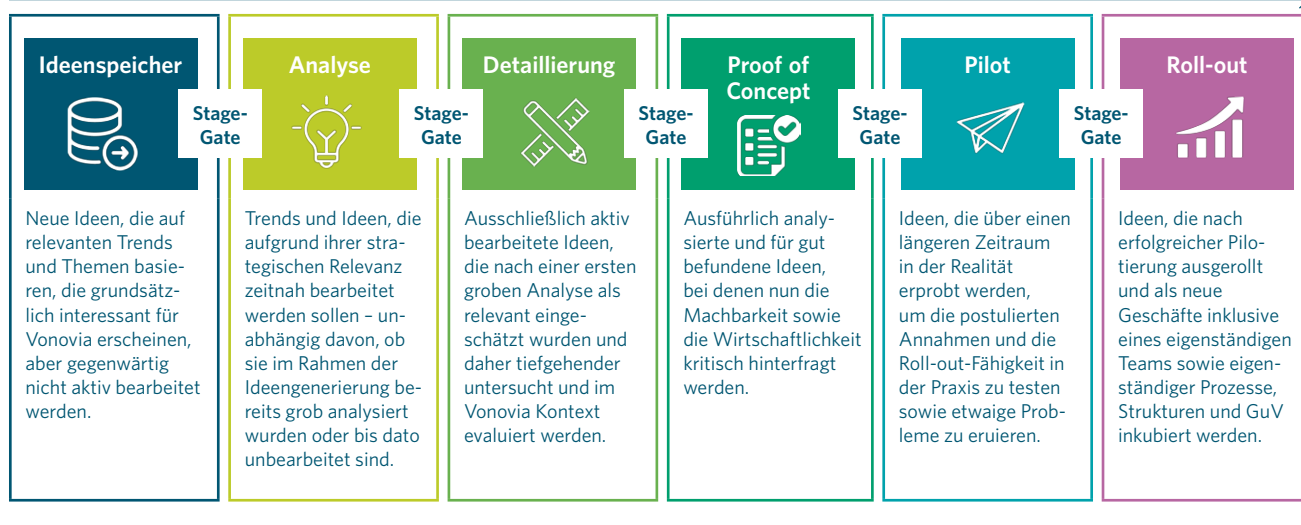 Ideenspeicher
Neue Ideen, die auf
relevanten Trends
und Themen basie-
ren, die grundsätz-
lich interessant für
Vonovia erscheinen,
aber gegenwärtig
nicht aktiv bearbeitet
werden.
Stage-
Gate
Analyse
Trends und Ideen, die
aufgrund ihrer stra-
tegischen Relevanz
zeitnah bearbeitet
werden sollen – un-
abhängig davon, ob
sie im Rahmen der
Ideengenerierung be-
reits grob analysiert
wurden oder bis dato
unbearbeitet sind.
Stage-
Gate
Detaillierung
Ausschließlich aktiv
bearbeitete Ideen,
die nach einer ersten
groben Analyse als
relevant einge-
schätzt wurden und
daher tiefgehender
untersucht und im
Vonovia Kontext
evaluiert werden.
Stage-
Gate
Proof of
Concept
Ausführlich analy-
sierte und für gut
befundene Ideen,
bei denen nun die
Machbarkeit sowie
die Wirtschaftlichkeit
kritisch hinterfragt
werden.
Stage-
Gate
Pilot
Ideen, die über einen
längeren Zeitraum
in der Realität
erprobt werden,
um die postulierten
Annahmen und die
Roll-out-Fähigkeit in
der Praxis zu testen
sowie etwaige Prob-
leme zu eruieren.
Stage-
Gate
Roll-out
Ideen, die nach
erfolgreicher Pilo-
tierung ausgerollt
und als neue
Geschäfte inklusive
eines eigenständigen
Teams sowie eigen-
ständiger Prozesse,
Strukturen und GuV
inkubiert werden.